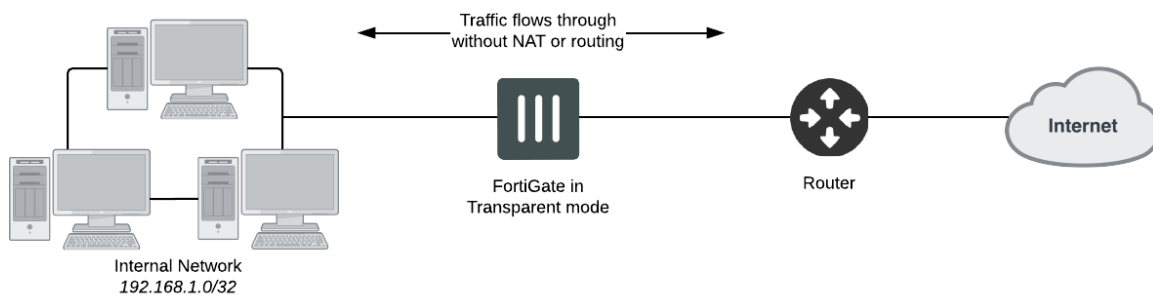 Traffic flows through
without NAT or routing
Internet
FortiGate in
Transparent mode
Router
Internal Network
192.168.1.0/32